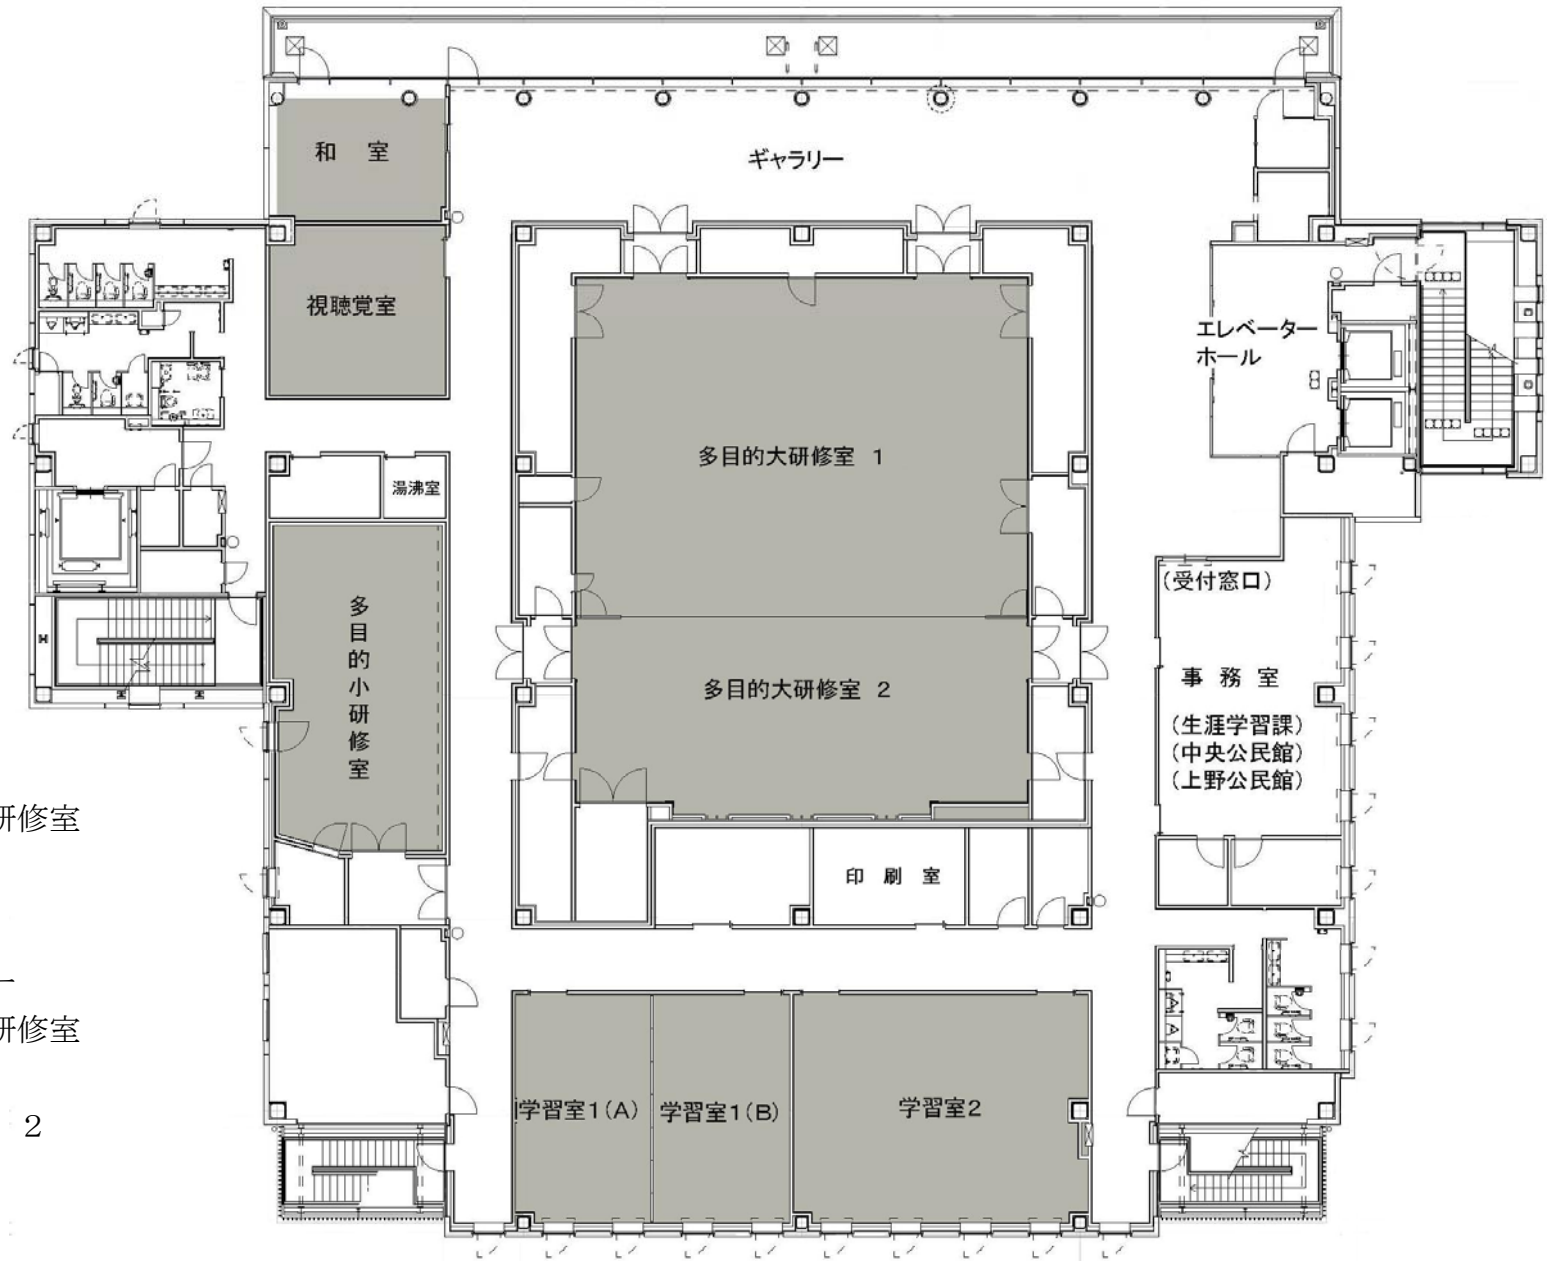 和 室
ギャラリー
視聴覚室
エレベーター
ホール
多目的大研修室 1
湯沸室
(受付窓口)
多目的小研修室
事 務 室
多目的大研修室 2
(生涯学習課)
(中央公民館)
(上野公民館)
研修室
印 刷 室
ー
研修室
学習室1(A)
学習室1(B)
学習室2
2